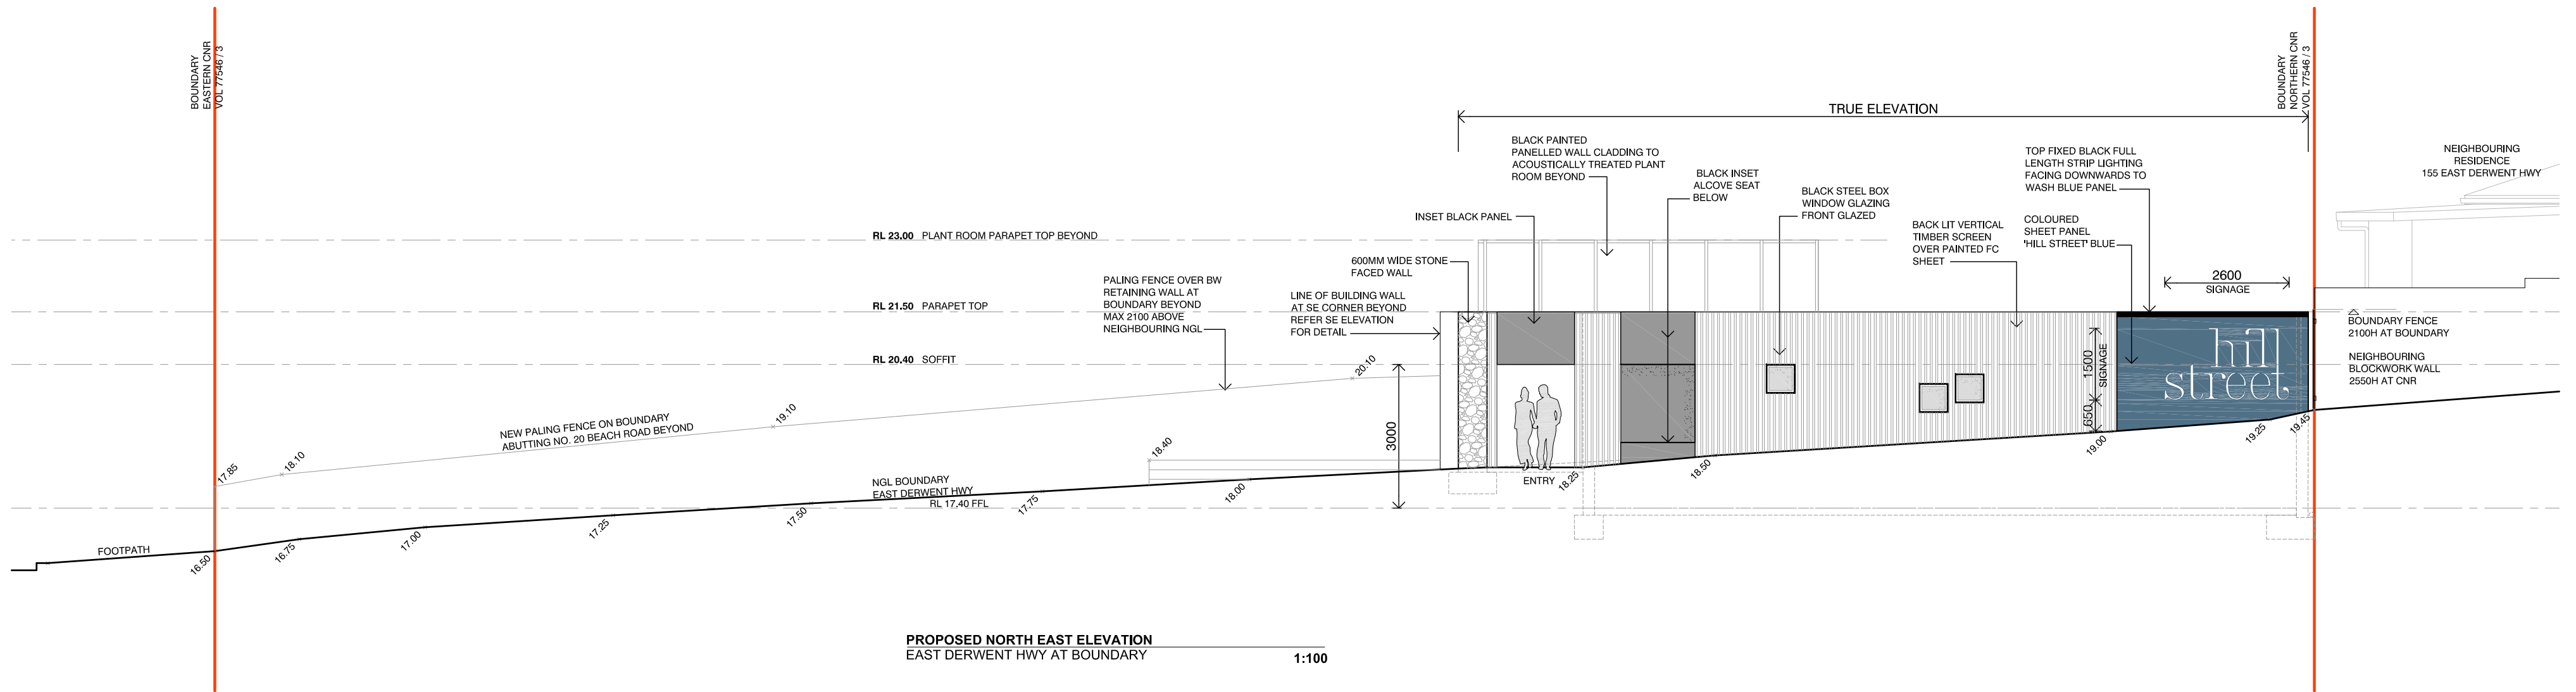 BOUNDARY
EASTERN CNR
VOL 77546 / 3
BOUNDARY
NORTHERN CNR
VOL 77546 / 3
TRUE ELEVATION
BLACK PAINTED
PANELLED WALL CLADDING TO
ACOUSTICALLY TREATED PLANT
ROOM BEYOND
BLACK INSET
ALCOVE SEAT
BELOW
BLACK STEEL BOX
WINDOW GLAZING
FRONT GLAZED
TOP FIXED BLACK FULL
LENGTH STRIP LIGHTING
FACING DOWNWARDS TO
WASH BLUE PANEL
NEIGHBOURING
RESIDENCE
155 EAST DERWENT HWY
INSET BLACK PANEL
BACK LIT VERTICAL
TIMBER SCREEN
OVER PAINTED FC
SHEET
COLOURED
SHEET PANEL
'HILL STREET' BLUE
RL 23.00 PLANT ROOM PARAPET TOP BEYOND
600MM WIDE STONE
FACED WALL
2600
SIGNAGE
PALING FENCE OVER BW
RETAINING WALL AT
BOUNDARY BEYOND
MAX 2100 ABOVE
NEIGHBOURING NGL
LINE OF BUILDING WALL
AT SE CORNER BEYOND
REFER SE ELEVATION
FOR DETAIL
RL 21.50 PARAPET TOP
BOUNDARY FENCE
2100H AT BOUNDARY
NEIGHBOURING
BLOCKWORK WALL
2550H AT CNR
RL 20.40 SOFFIT
hill
street
1500
SIGNAGE
650
3000
20.10
19.10
18.10
17.85
NEW PALING FENCE ON BOUNDARY
ABUTTING NO. 20 BEACH ROAD BEYOND
18.40
NGL BOUNDARY
EAST DERWENT HWY
RL 17.40 FFL
ENTRY
FOOTPATH
16.50
16.75
17.00
17.25
17.50
17.75
18.00
18.25
18.50
19.00
19.25
19.45
PROPOSED NORTH EAST ELEVATION
EAST DERWENT HWY AT BOUNDARY
1:100